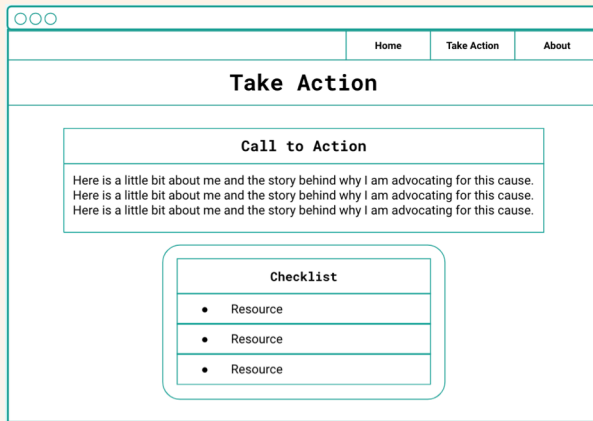 Home Take Action About
Take Action
Call to Action
Here is a little bit about me and the story behind why I am advocating for this cause.
Here is a little bit about me and the story behind why I am advocating for this cause.
Here is a little bit about me and the story behind why I am advocating for this cause.
Checklist
● Resource
● Resource
● Resource